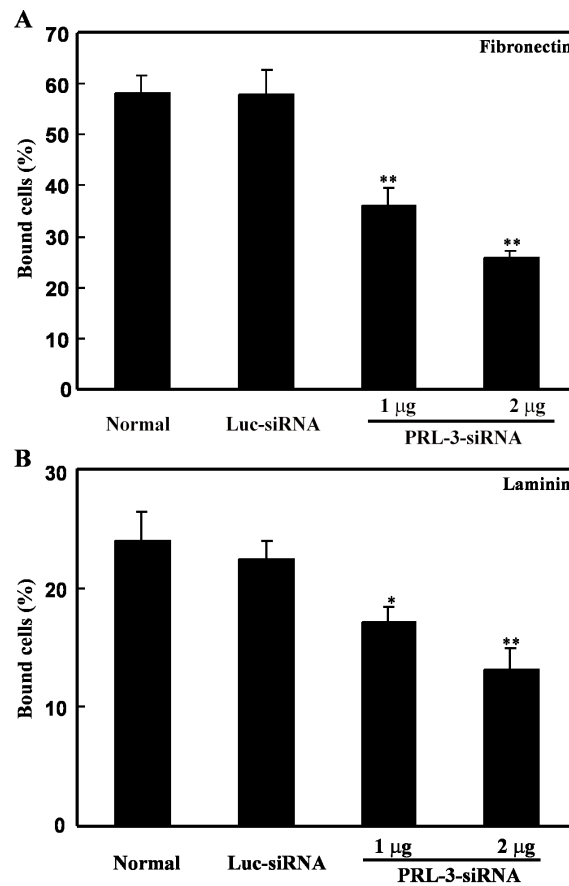 A
Fibronectin
Bound cells (%)
70
60
50
40
30
20
10
0
**
**
Normal
Luc-siRNA
1 μg
2 μg
PRL-3-siRNA
B
Laminin
Bound cells (%)
30
20
10
0
*
**
Normal
Luc-siRNA
1 μg
2 μg
PRL-3-siRNA